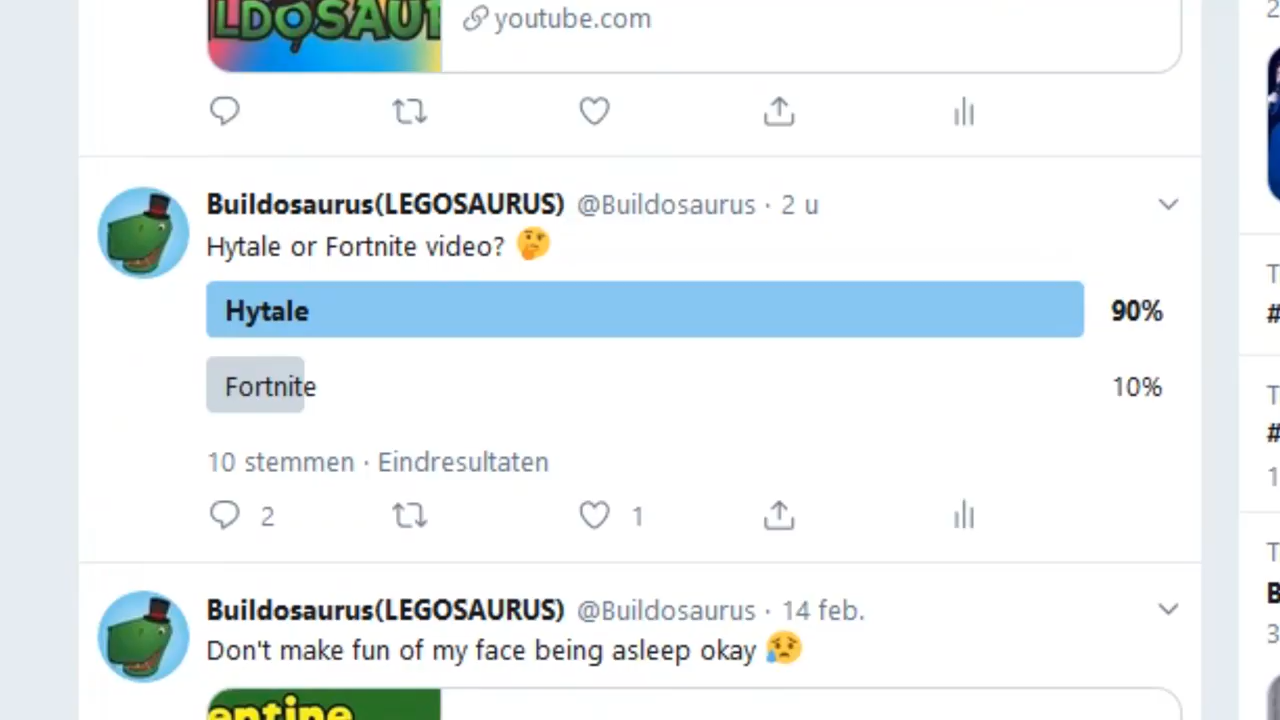 LDOSAUR
youtube.com
Buildosaurus(LEGOSAURUS) @Buildosaurus · 2 u
Hytale or Fortnite video? 🤔
Hytale 90%
Fortnite 10%
10 stemmen · Eindresultaten
2 1
Buildosaurus(LEGOSAURUS) @Buildosaurus · 14 feb.
Don't make fun of my face being asleep okay 😥
entine